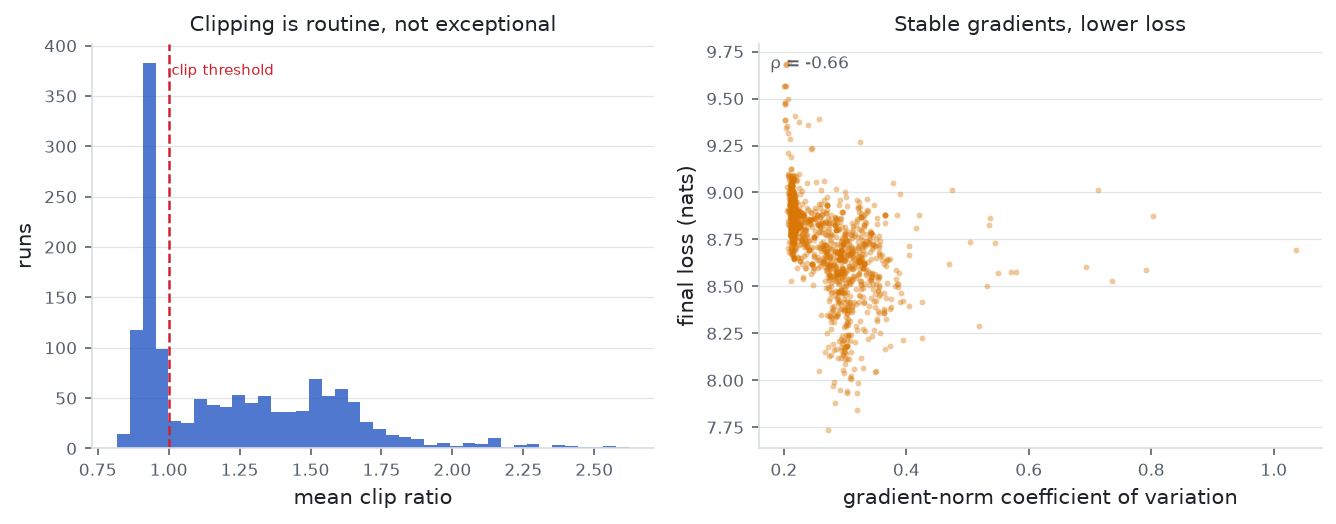 Clipping is routine, not exceptional
400
350
300
250
200
150
100
50
0
runs
clip threshold
0.75 1.00 1.25 1.50 1.75 2.00 2.25 2.50
mean clip ratio
Stable gradients, lower loss
9.75
9.50
9.25
9.00
8.75
8.50
8.25
8.00
7.75
final loss (nats)
ρ = -0.66
0.2 0.4 0.6 0.8 1.0
gradient-norm coefficient of variation